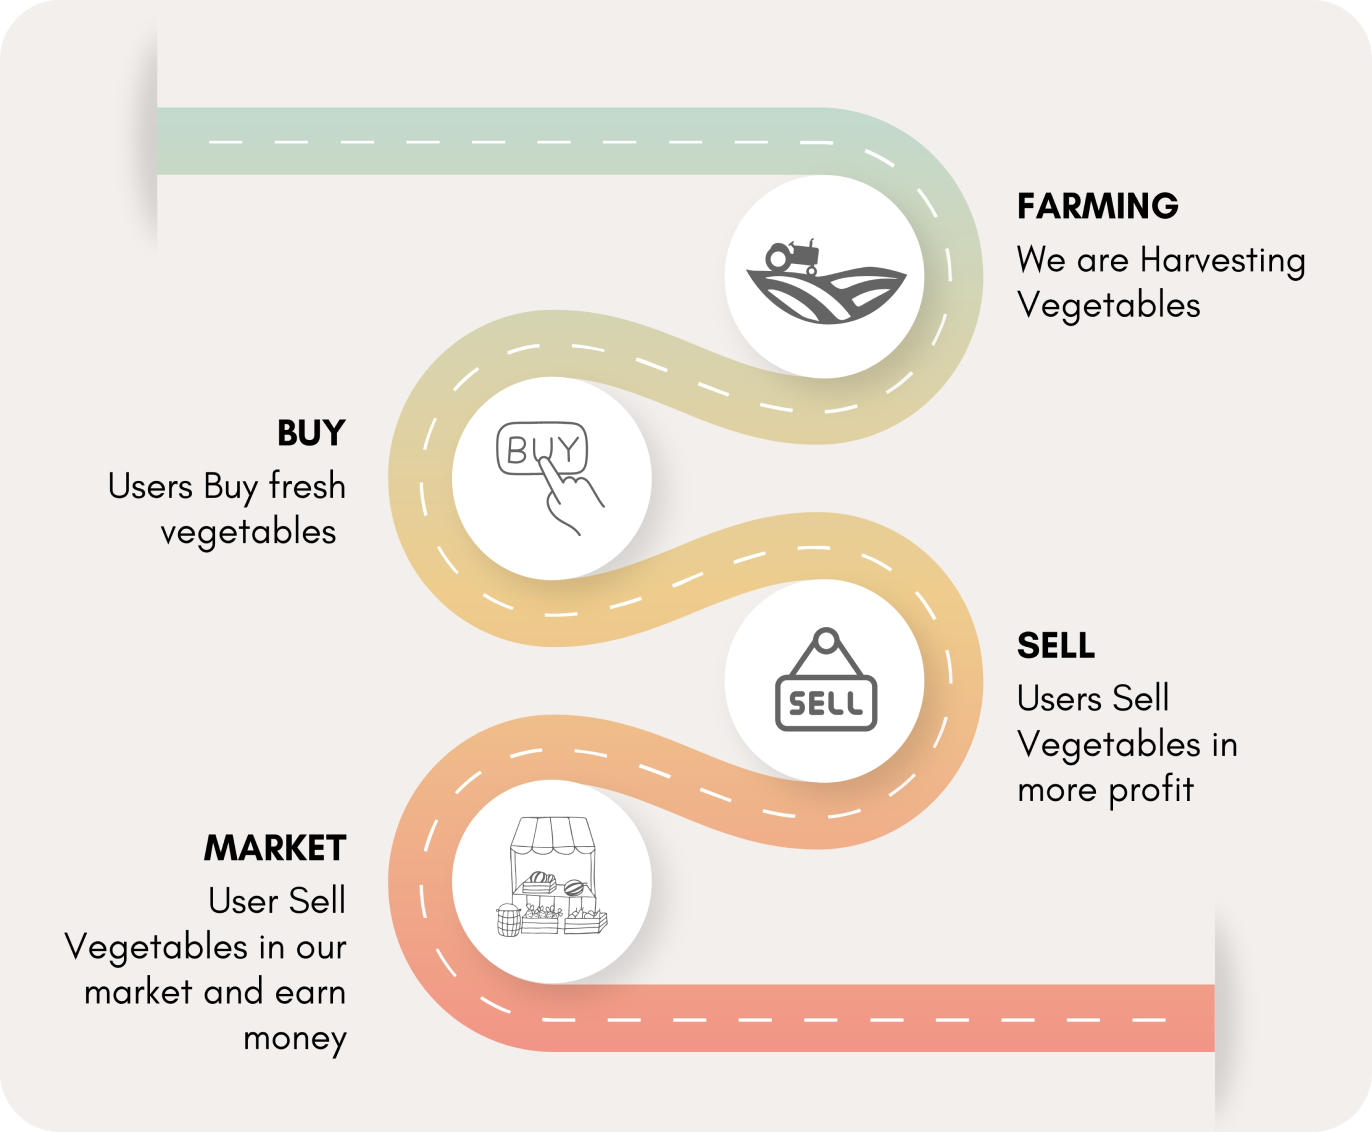 FARMING
We are Harvesting
Vegetables
BUY
Users Buy fresh
vegetables
BUY
SELL
Users Sell
Vegetables in
more profit
SELL
MARKET
User Sell
Vegetables in our
market and earn
money